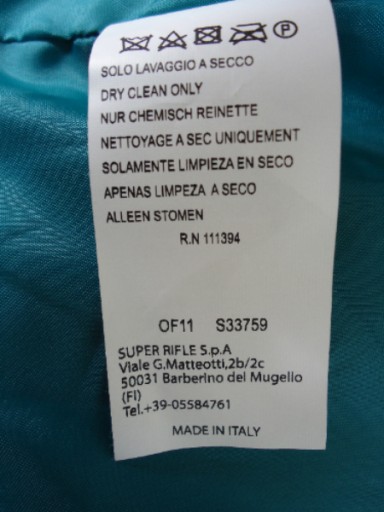 P
SOLO LAVAGGIO A SECCO
DRY CLEAN ONLY
NUR CHEMISCH REINETTE
NETTOYAGE A SEC UNIQUEMENT
SOLAMENTE LIMPIEZA EN SECO
APENAS LIMPEZA A SECO
ALLEEN STOMEN
R.N 111394
OF11 S33759
SUPER RIFLE S.p.A
Viale G.Matteotti,2b/2c
50031 Barberino del Mugello
(FI)
Tel.+39-05584761
MADE IN ITALY